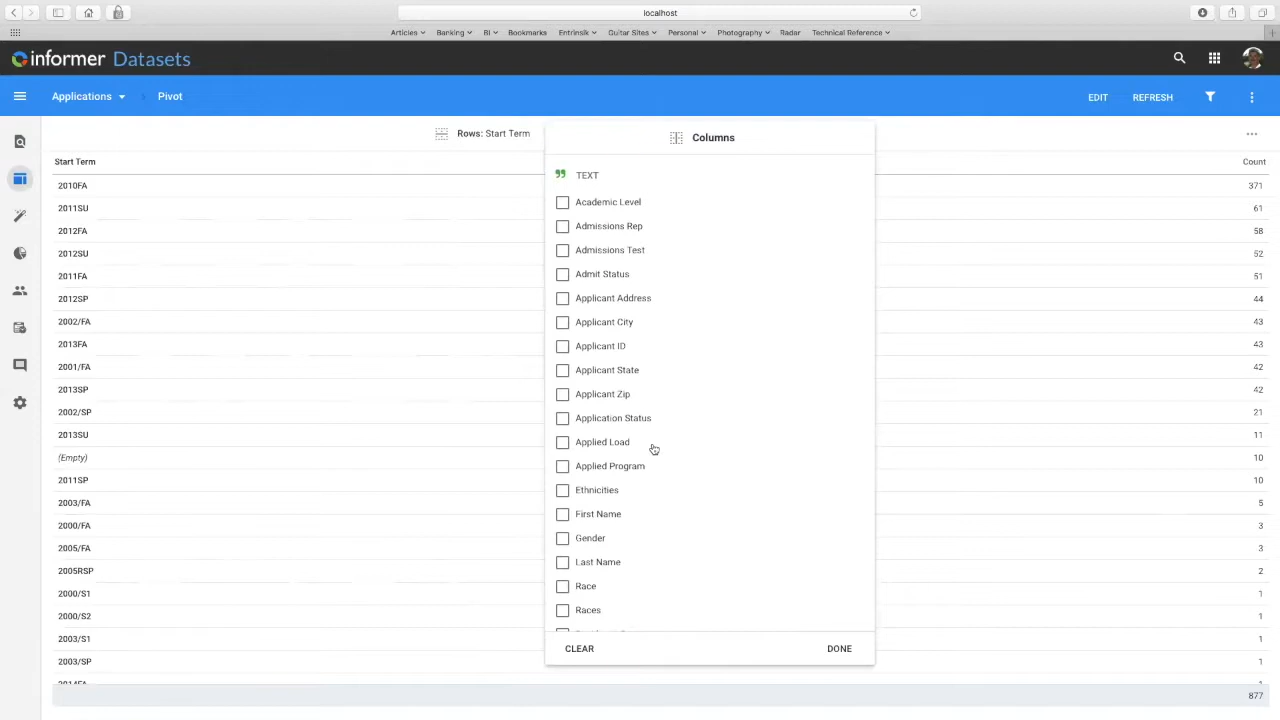 localhost
Articles Banking BI Bookmarks Entrinsik Guitar Sites Personal Photography Radar Technical Reference
informer Datasets
Applications Pivot EDIT REFRESH
Rows: Start Term
Columns
Start Term Count
2010FA 371
2011SU 61
2012FA 58
2012SU 52
2011FA 51
2012SP 44
2002/FA 43
2013FA 43
2001/FA 42
2013SP 42
2002/SP 21
2013SU 11
(Empty) 10
2011SP 10
2003/FA 5
2000/FA 3
2005/FA 3
2005RSP 2
2000/S1 1
2000/S2 1
2003/S1 1
2003/SP 1
2014FA 1
877
TEXT
Academic Level
Admissions Rep
Admissions Test
Admit Status
Applicant Address
Applicant City
Applicant ID
Applicant State
Applicant Zip
Application Status
Applied Load
Applied Program
Ethnicities
First Name
Gender
Last Name
Race
Races
CLEAR DONE